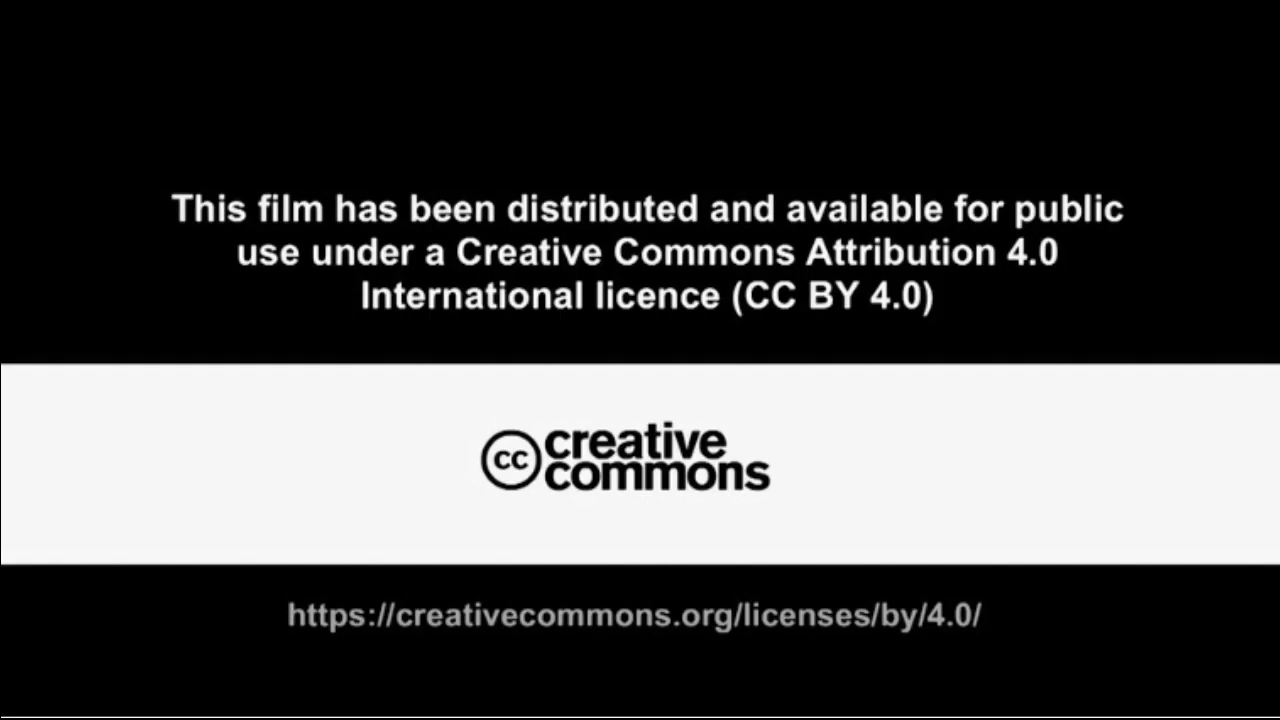 This film has been distributed and available for public
use under a Creative Commons Attribution 4.0
International licence (CC BY 4.0)
cc creative
commons
https://creativecommons.org/licenses/by/4.0/